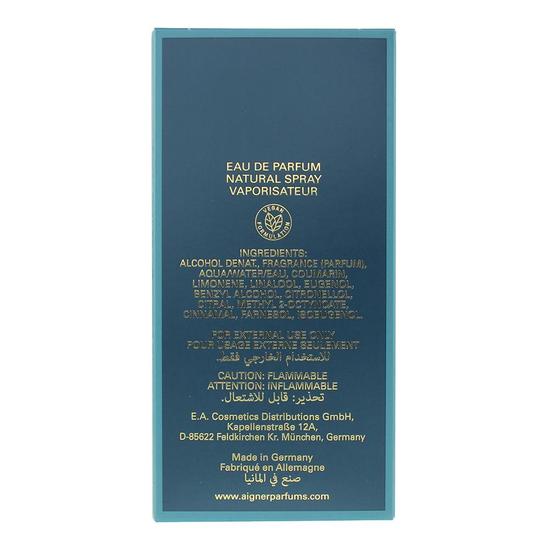 EAU DE PARFUM
NATURAL SPRAY
VAPORISATEUR
VEGAN
FORMULATION
INGREDIENTS:
ALCOHOL DENAT., FRAGRANCE (PARFUM),
AQUA/WATER/EAU, COUMARIN,
LIMONENE, LINALOOL, EUGENOL,
BENZYL ALCOHOL, CITRONELLOL,
CITRAL, METHYL 2-OCTYNOATE,
CINNAMAL, FARNESOL, ISOEUGENOL.
FOR EXTERNAL USE ONLY
POUR USAGE EXTERNE SEULEMENT
للاستخدام الخارجي فقط.
CAUTION: FLAMMABLE
ATTENTION: INFLAMMABLE
تحذير: قابل للاشتعال.
E.A. Cosmetics Distributions GmbH,
Kapellenstraße 12A,
D-85622 Feldkirchen Kr. München, Germany
Made in Germany
Fabriqué en Allemagne
صنع في المانيا
www.aignerparfums.com